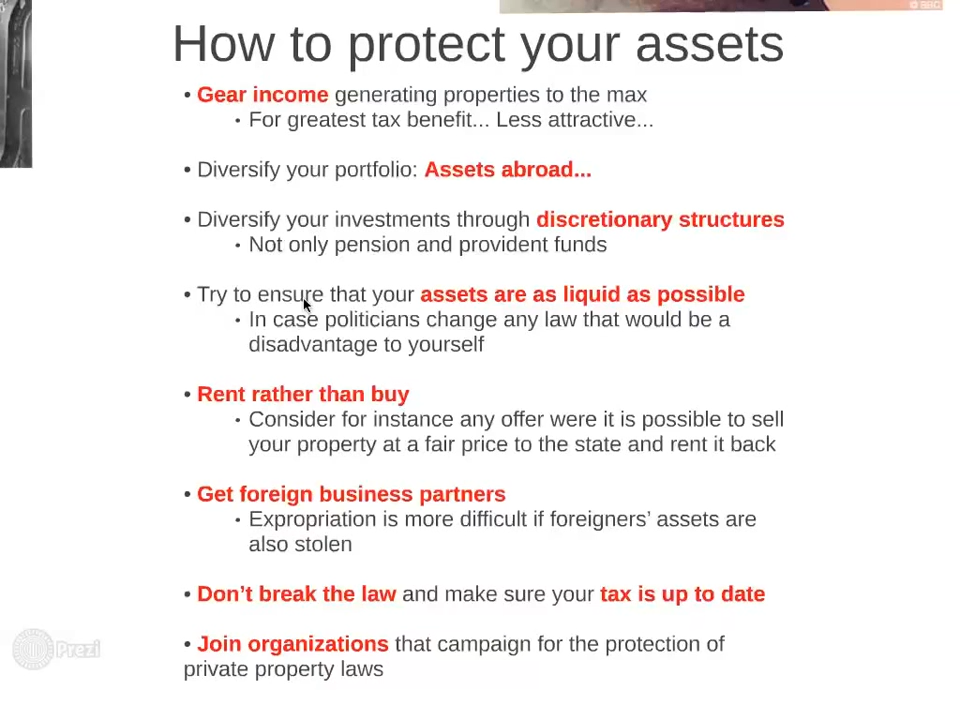 © BBC
How to protect your assets
• Gear income generating properties to the max
• For greatest tax benefit... Less attractive...
• Diversify your portfolio: Assets abroad...
• Diversify your investments through discretionary structures
• Not only pension and provident funds
• Try to ensure that your assets are as liquid as possible
• In case politicians change any law that would be a
disadvantage to yourself
• Rent rather than buy
• Consider for instance any offer were it is possible to sell
your property at a fair price to the state and rent it back
• Get foreign business partners
• Expropriation is more difficult if foreigners’ assets are
also stolen
• Don’t break the law and make sure your tax is up to date
• Join organizations that campaign for the protection of
private property laws
Prezi